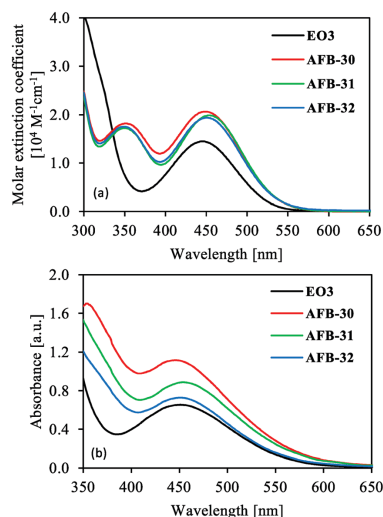 4.0
3.0
2.0
1.0
0.0
Molar extinction coefficient
[10⁴ M⁻¹cm⁻¹]
EO3
AFB-30
AFB-31
AFB-32
(a)
300 350 400 450 500 550 600 650
Wavelength [nm]
1.8
1.5
1.2
0.8
0.4
0.0
Absorbance [a.u.]
EO3
AFB-30
AFB-31
AFB-32
(b)
350 400 450 500 550 600 650
Wavelength [nm]